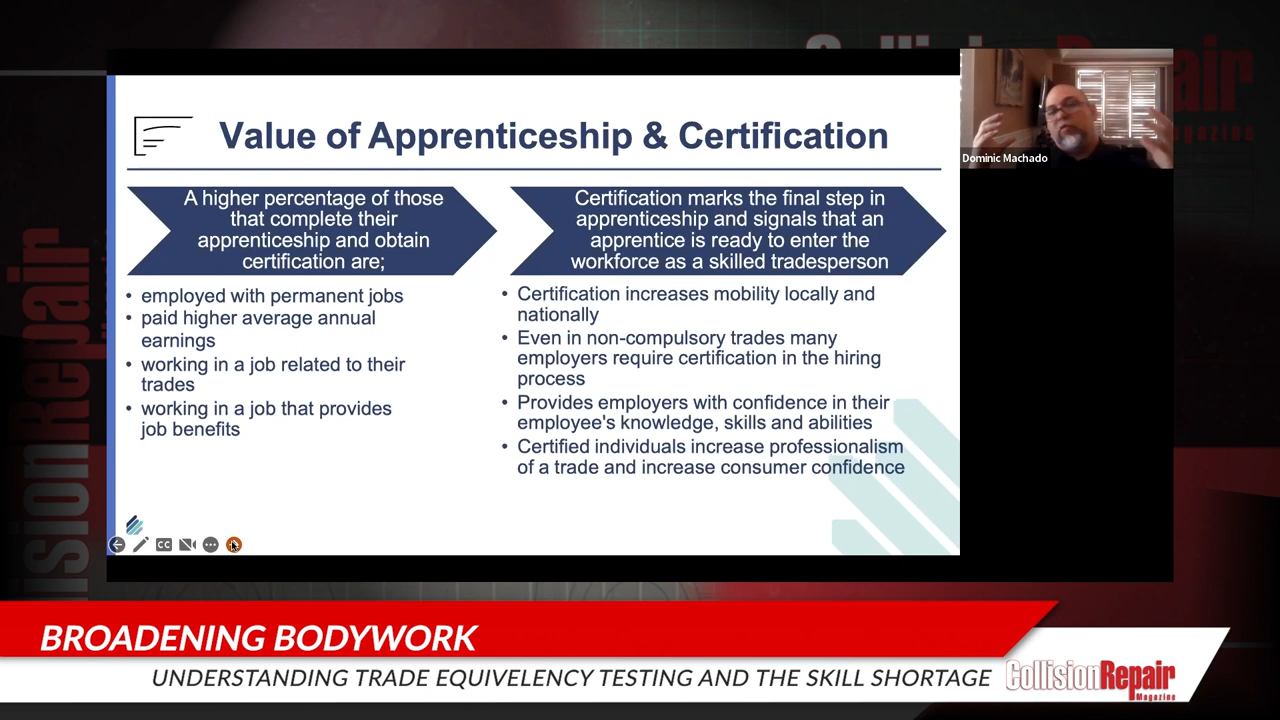 Value of Apprenticeship & Certification
A higher percentage of those
that complete their
apprenticeship and obtain
certification are;
• employed with permanent jobs
• paid higher average annual
earnings
• working in a job related to their
trades
• working in a job that provides
job benefits
Certification marks the final step in
apprenticeship and signals that an
apprentice is ready to enter the
workforce as a skilled tradesperson
• Certification increases mobility locally and
nationally
• Even in non-compulsory trades many
employers require certification in the hiring
process
• Provides employers with confidence in their
employee's knowledge, skills and abilities
• Certified individuals increase professionalism
of a trade and increase consumer confidence
CC
Dominic Machado
BROADENING BODYWORK
UNDERSTANDING TRADE EQUIVELENCY TESTING AND THE SKILL SHORTAGE
CollisionRepair
Magazine